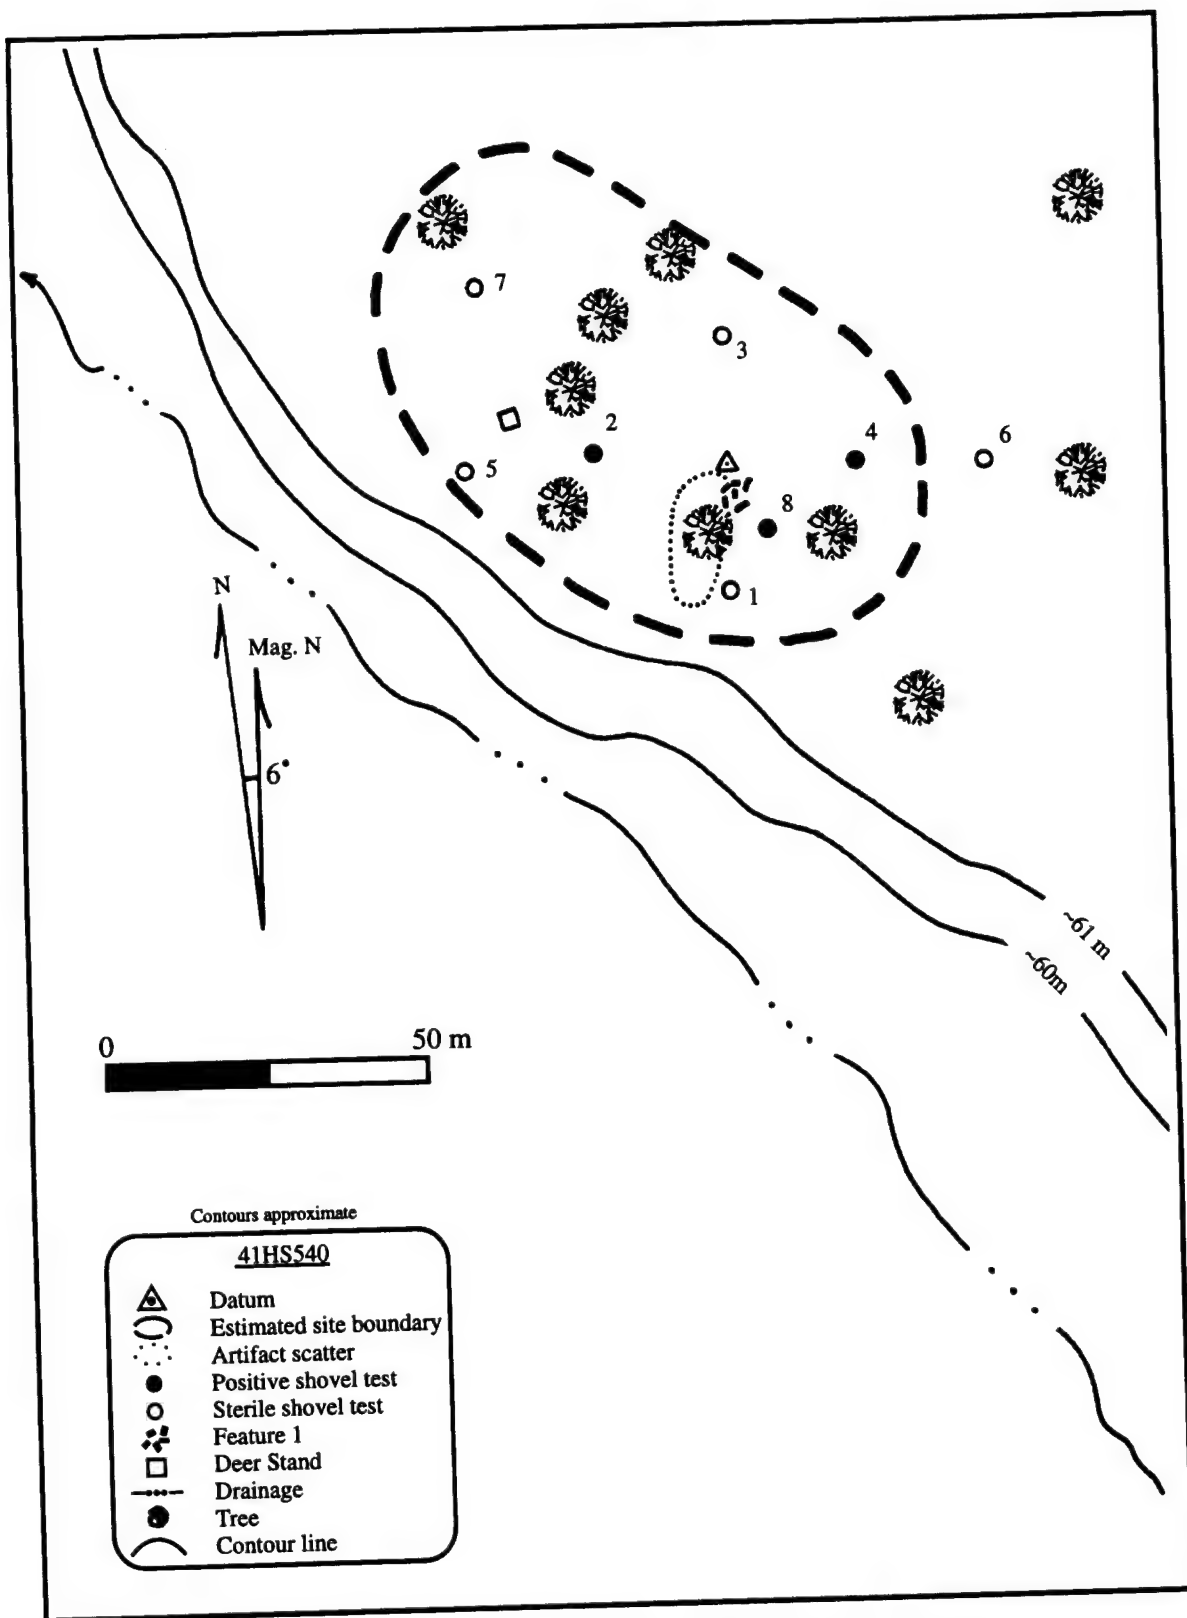 7
3
2
4
6
5
8
1
N
Mag. N
6°
~61 m
~60m
0
50 m
Contours approximate
41HS540
Datum
Estimated site boundary
Artifact scatter
Positive shovel test
Sterile shovel test
Feature 1
Deer Stand
Drainage
Tree
Contour line